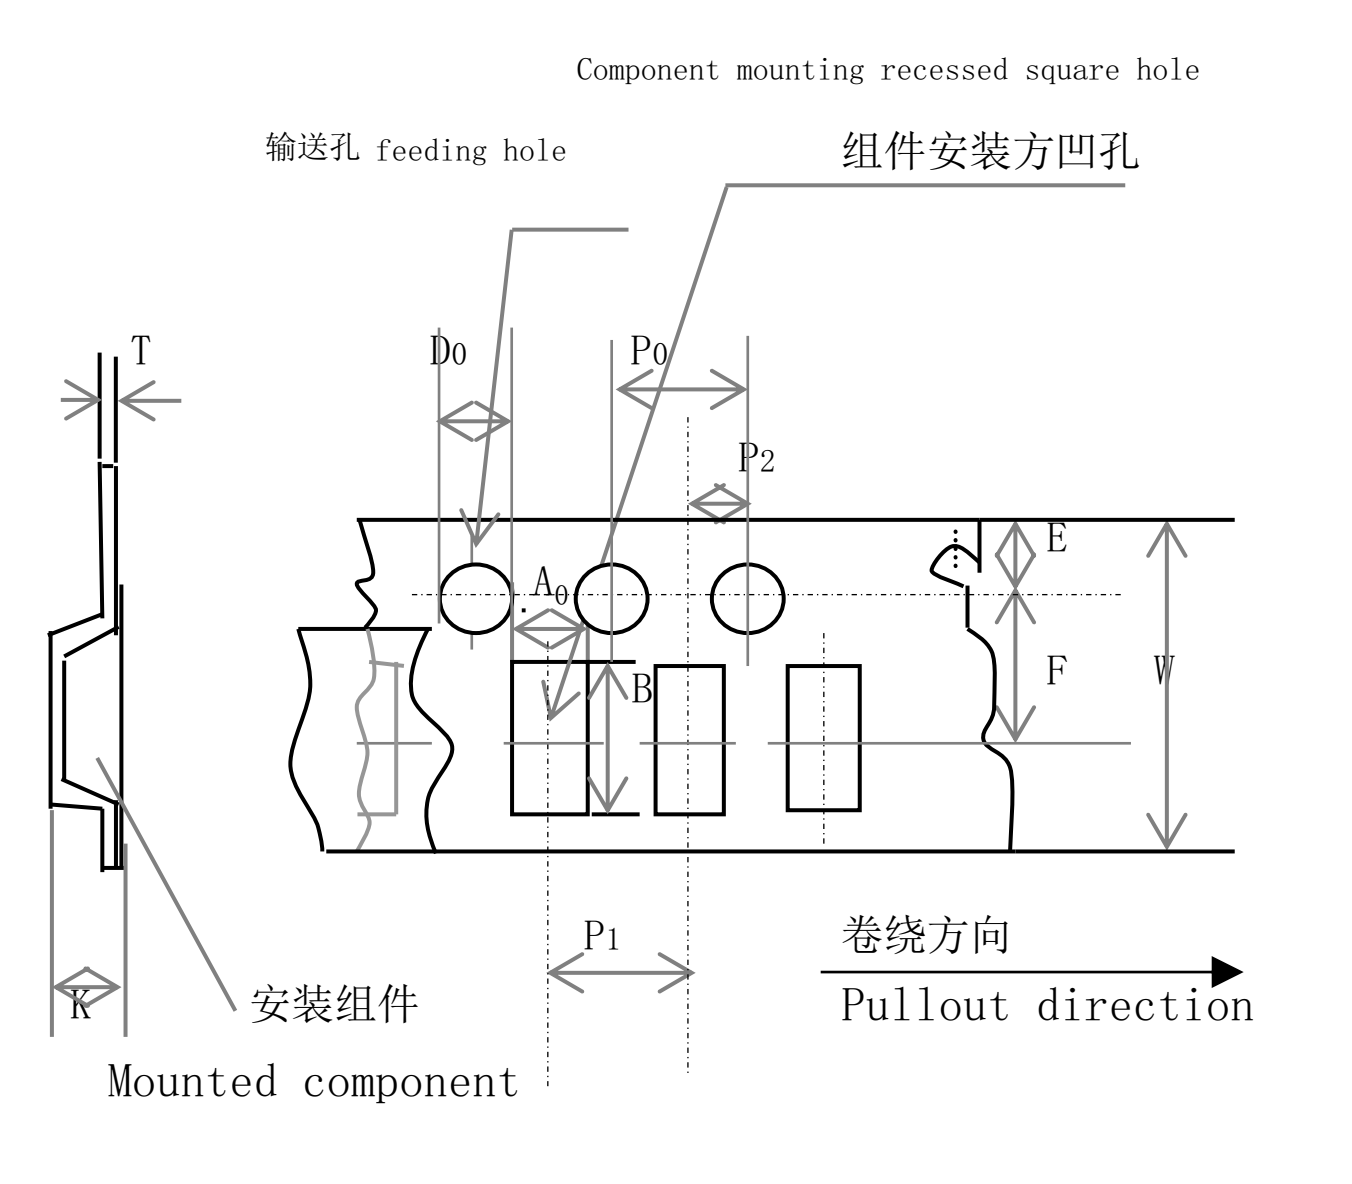 Component mounting recessed square hole
输送孔 feeding hole
组件安装方凹孔
T
D0
P0
P2
E
A0
F
W
B
P1
卷绕方向
K
安装组件
Pullout direction
Mounted component